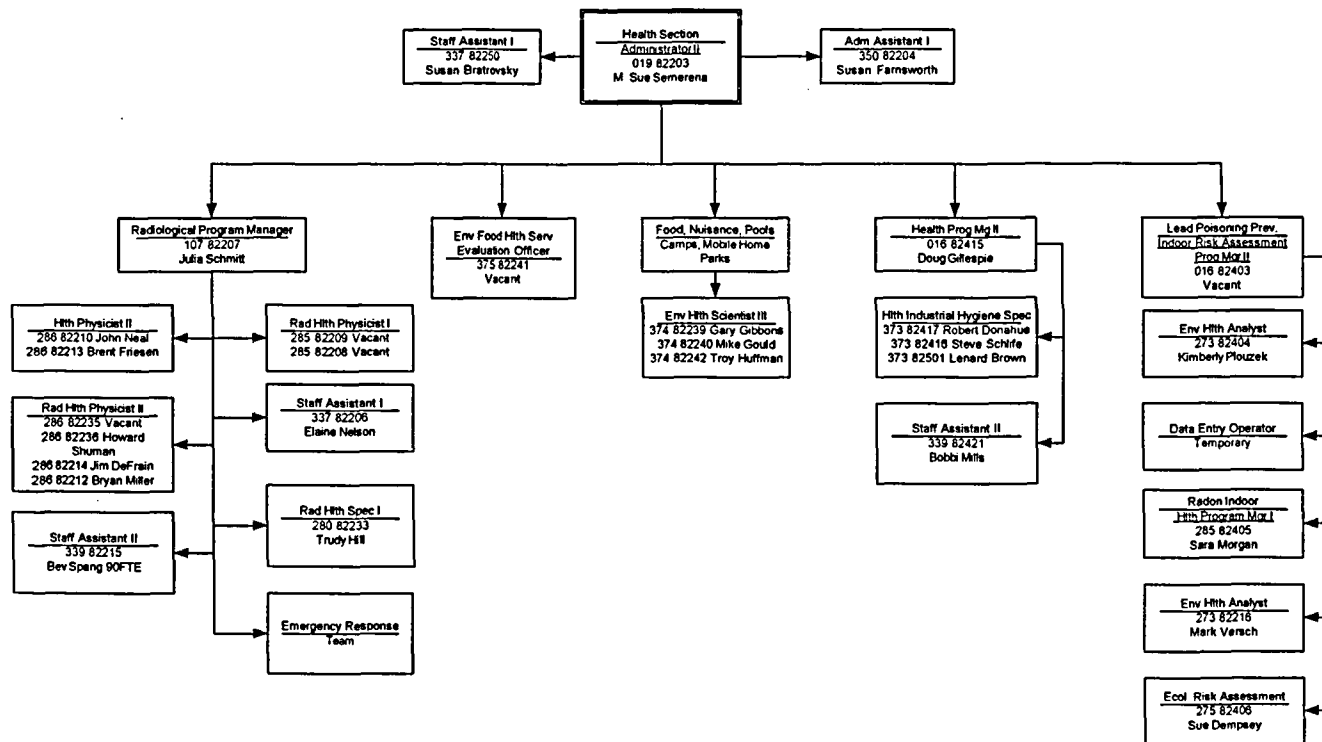 Staff Assistant I
337 82250
Susan Bratrovsky
Health Section
Administrator II
019 82203
M Sue Semerena
Adm Assistant I
350 82204
Susan Farnsworth
Radiological Program Manager
107 82207
Julia Schmitt
Env Food Hlth Serv
Evaluation Officer
375 82241
Vacant
Food, Nuisance, Pools
Camps, Mobile Home
Parks
Health Prog Mg II
016 82415
Doug Gillespie
Lead Poisoning Prev.
Indoor Risk Assessment
Prog Mgr II
016 82403
Vacant
Hlth Physicist II
286 82210 John Neal
286 82213 Brent Friesen
Rad Hlth Physicist I
285 82209 Vacant
285 82208 Vacant
Env Hlth Scientist III
374 82239 Gary Gibbons
374 82240 Mike Gould
374 82242 Troy Huffman
Hlth Industrial Hygiene Spec
373 82417 Robert Donahue
373 82416 Steve Schlife
373 82501 Lenard Brown
Env Hlth Analyst
273 82404
Kimberly Plouzek
Rad Hlth Physicist II
286 82235 Vacant
286 82236 Howard
Shuman
286 82214 Jim DeFrain
286 82212 Bryan Miller
Staff Assistant I
337 82206
Elaine Nelson
Staff Assistant II
339 82421
Bobbi Mills
Data Entry Operator
Temporary
Staff Assistant II
339 82215
Bev Spang 90FTE
Rad Hlth Spec I
280 82233
Trudy Hill
Radon Indoor
Hlth Program Mgr I
285 82405
Sara Morgan
Emergency Response
Team
Env Hlth Analyst
273 82216
Mark Versch
Ecol Risk Assessment
275 82406
Sue Dempsey